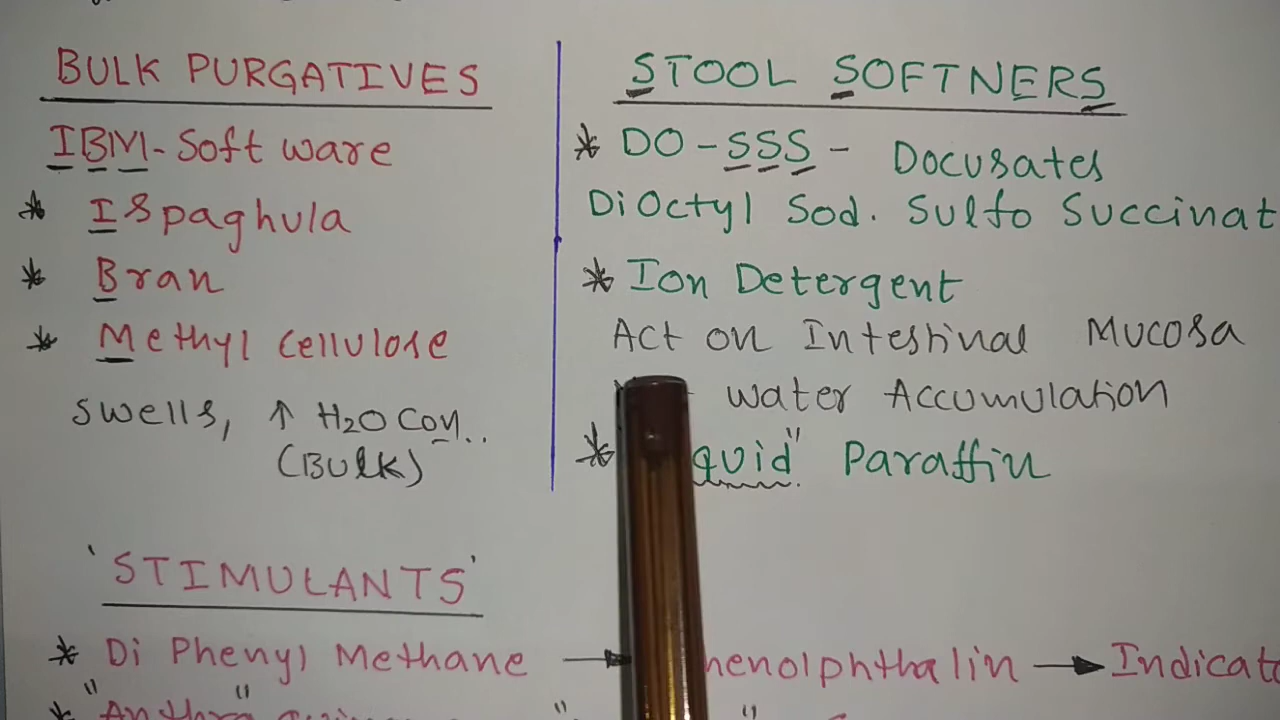 BULK PURGATIVES
IBM - Soft ware
* Ispaghula
* Bran
* Methyl cellulose
swells, ↑ H2O Con..
(BULK)
STOOL SOFTNERS
* DO - SSS - Docusates
DiOctyl Sod. Sulfo Succinat
* Ion Detergent
Act on Intestinal Mucosa
water Accumulation
* quid" Paraffin
'STIMULANTS'
* Di Phenyl Methane → henolphthalin → Indicat